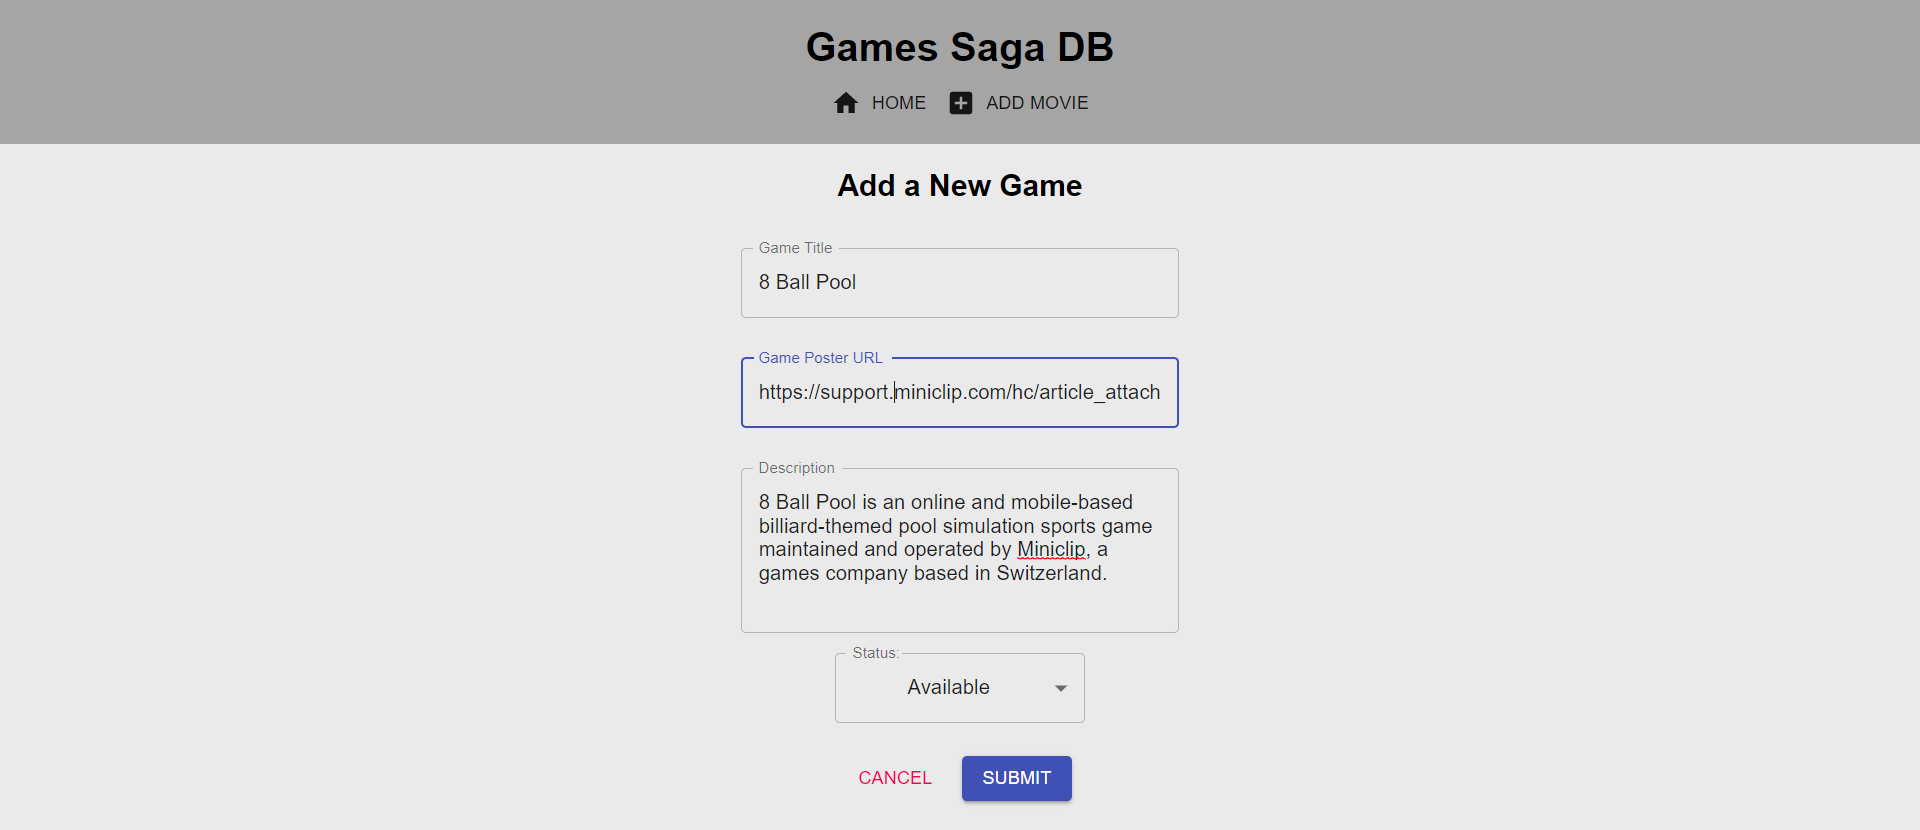 Games Saga DB
HOME ADD MOVIE
Add a New Game
Game Title
8 Ball Pool
Game Poster URL
https://support.miniclip.com/hc/article_attach
Description
8 Ball Pool is an online and mobile-based
billiard-themed pool simulation sports game
maintained and operated by Miniclip, a
games company based in Switzerland.
Status:
Available
CANCEL SUBMIT